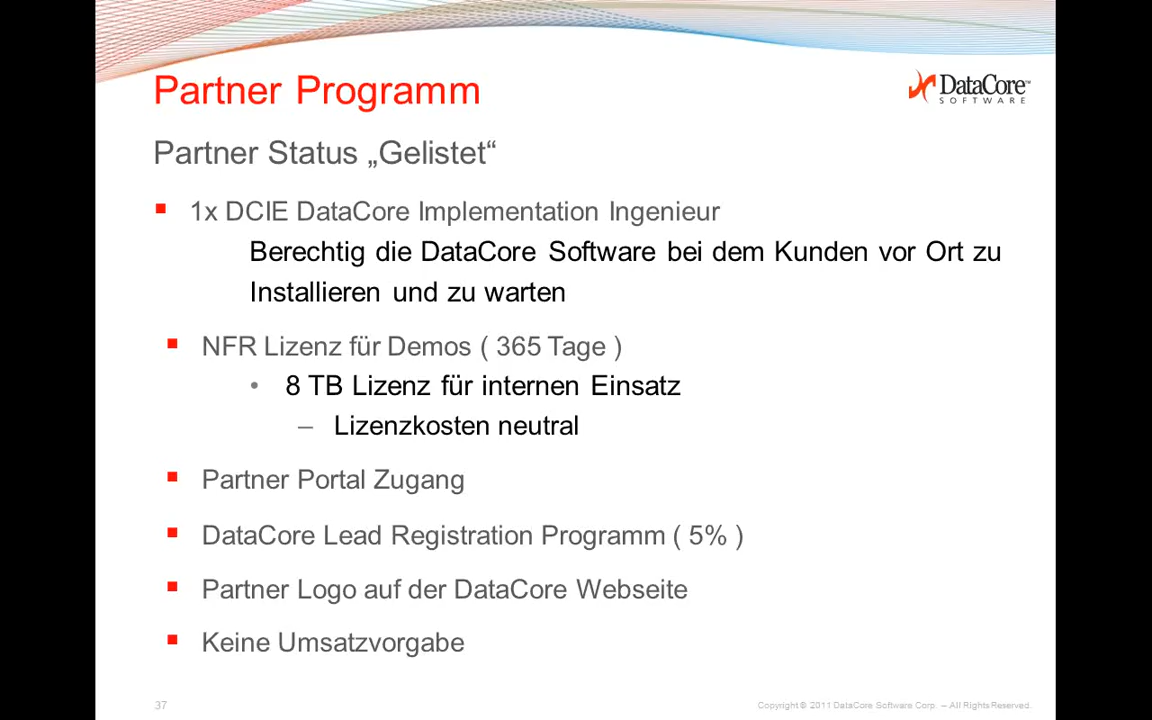 Partner Programm
DataCore™
SOFTWARE
Partner Status „Gelistet“
▪ 1x DCIE DataCore Implementation Ingenieur
Berechtig die DataCore Software bei dem Kunden vor Ort zu
Installieren und zu warten
▪ NFR Lizenz für Demos ( 365 Tage )
• 8 TB Lizenz für internen Einsatz
– Lizenzkosten neutral
▪ Partner Portal Zugang
▪ DataCore Lead Registration Programm ( 5% )
▪ Partner Logo auf der DataCore Webseite
▪ Keine Umsatzvorgabe
37
Copyright © 2011 DataCore Software Corp. – All Rights Reserved.